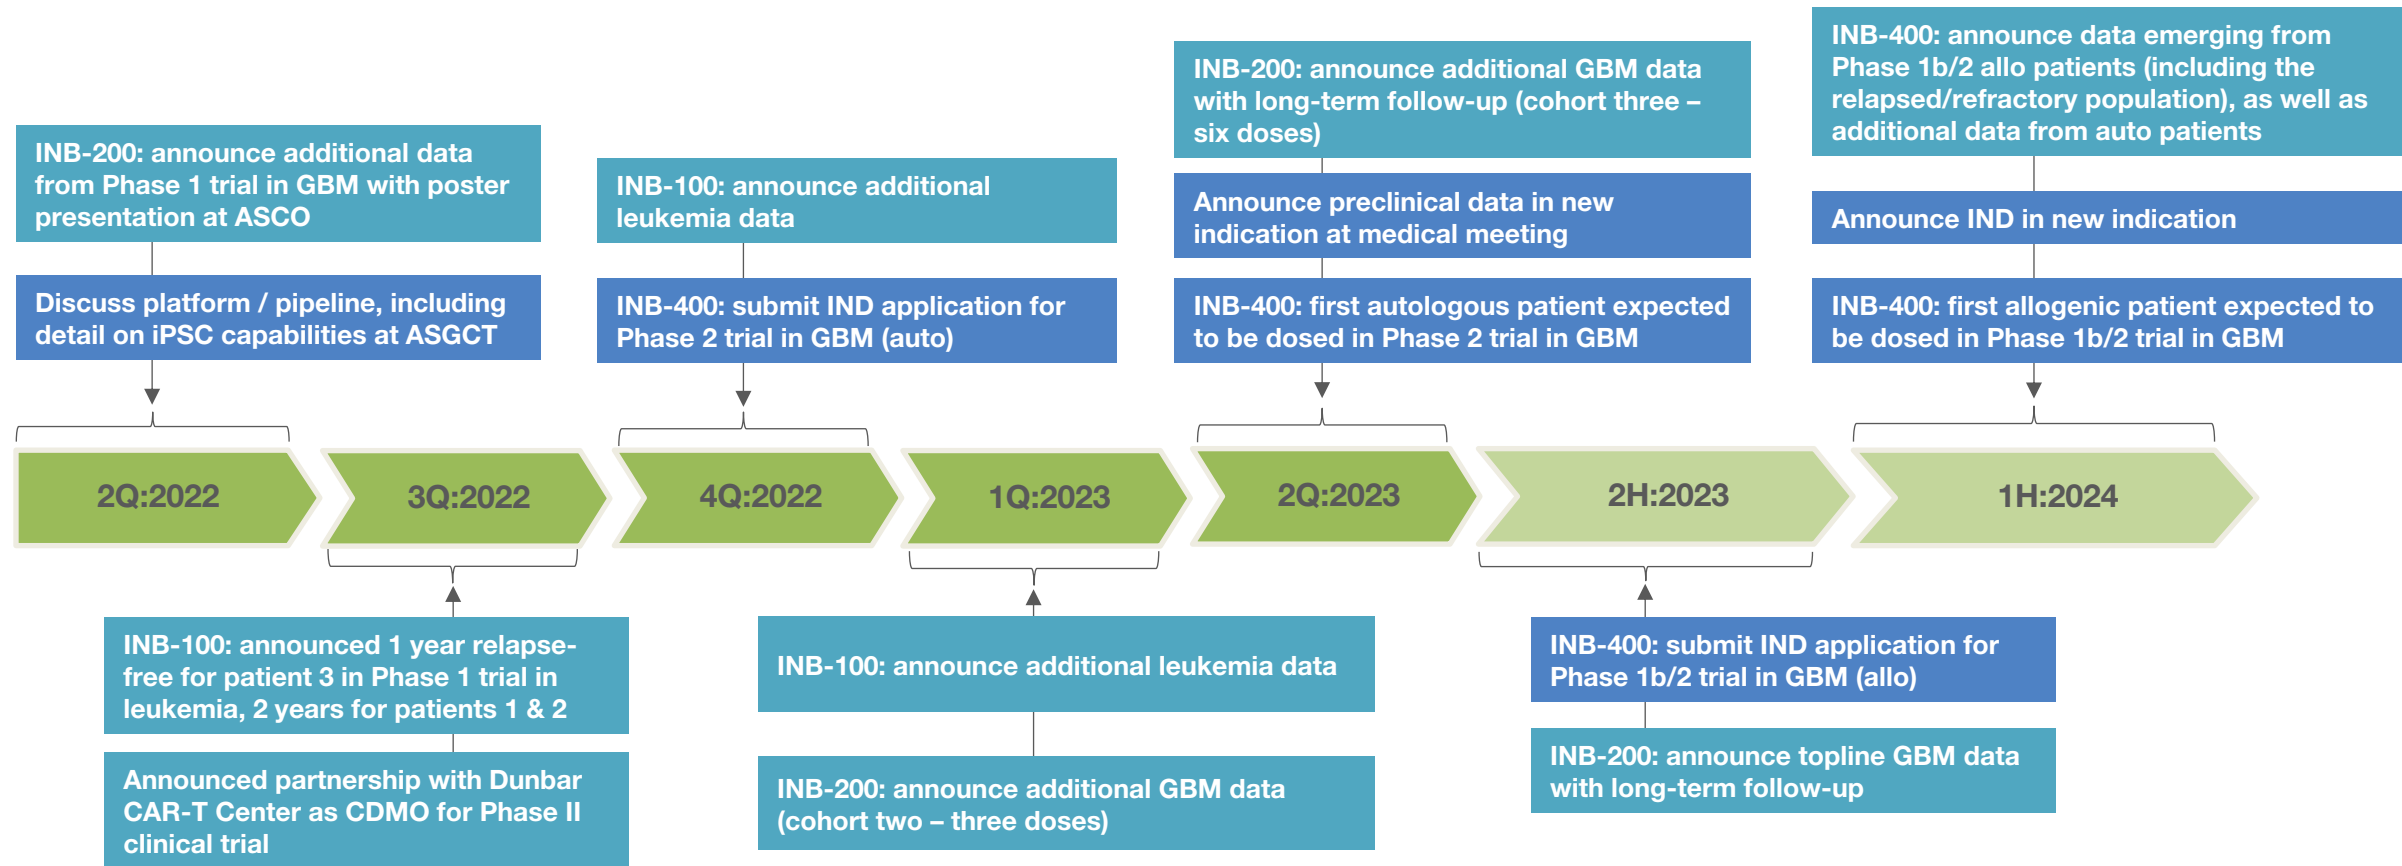 INB-200: announce additional data
from Phase 1 trial in GBM with poster
presentation at ASCO
Discuss platform / pipeline, including
detail on iPSC capabilities at ASGCT
INB-100: announce additional
leukemia data
INB-400: submit IND application for
Phase 2 trial in GBM (auto)
INB-200: announce additional GBM data
with long-term follow-up (cohort three –
six doses)
Announce preclinical data in new
indication at medical meeting
INB-400: first autologous patient expected
to be dosed in Phase 2 trial in GBM
INB-400: announce data emerging from
Phase 1b/2 allo patients (including the
relapsed/refractory population), as well as
additional data from auto patients
Announce IND in new indication
INB-400: first allogenic patient expected to
be dosed in Phase 1b/2 trial in GBM
2Q:2022
3Q:2022
4Q:2022
1Q:2023
2Q:2023
2H:2023
1H:2024
INB-100: announced 1 year relapse-
free for patient 3 in Phase 1 trial in
leukemia, 2 years for patients 1 & 2
Announced partnership with Dunbar
CAR-T Center as CDMO for Phase II
clinical trial
INB-100: announce additional leukemia data
INB-200: announce additional GBM data
(cohort two – three doses)
INB-400: submit IND application for
Phase 1b/2 trial in GBM (allo)
INB-200: announce topline GBM data
with long-term follow-up